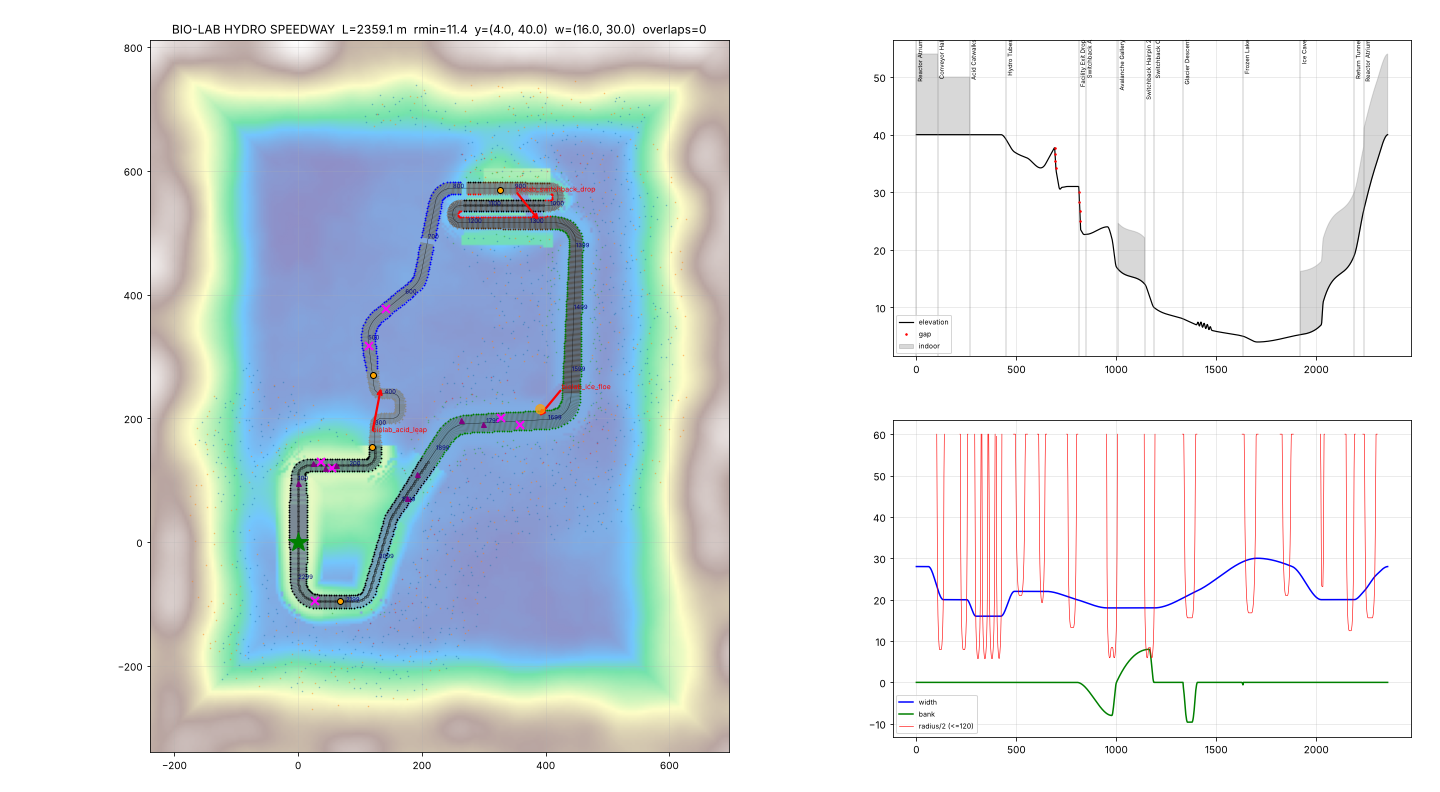 BIO-LAB HYDRO SPEEDWAY L=2359.1 m rmin=11.4 y=(4.0, 40.0) w=(16.0, 30.0) overlaps=0
800
600
400
200
0
−200
−200
0
200
400
600
biolab_acid_leap
Reactor Atrium
Conveyor Hall
Acid Catwalks
Hydro Tubes
Facility Exit Drop
Avalanche Gallery
Switchback Hairpin
Glacier Descent
Frozen Lake
Ice Cave
Return Tunnel
Reactor Atrium
50
40
30
20
10
elevation
gap
indoor
0
500
1000
1500
2000
60
50
40
30
20
10
0
−10
width
bank
radius/2 (<=120)
0
500
1000
1500
2000